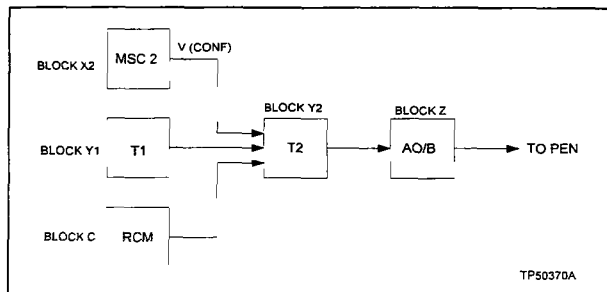 BLOCK X2
MSC 2
V (CONF)
BLOCK Y1
T1
BLOCK Y2
T2
BLOCK Z
AO/B
TO PEN
BLOCK C
RCM
TP50370A